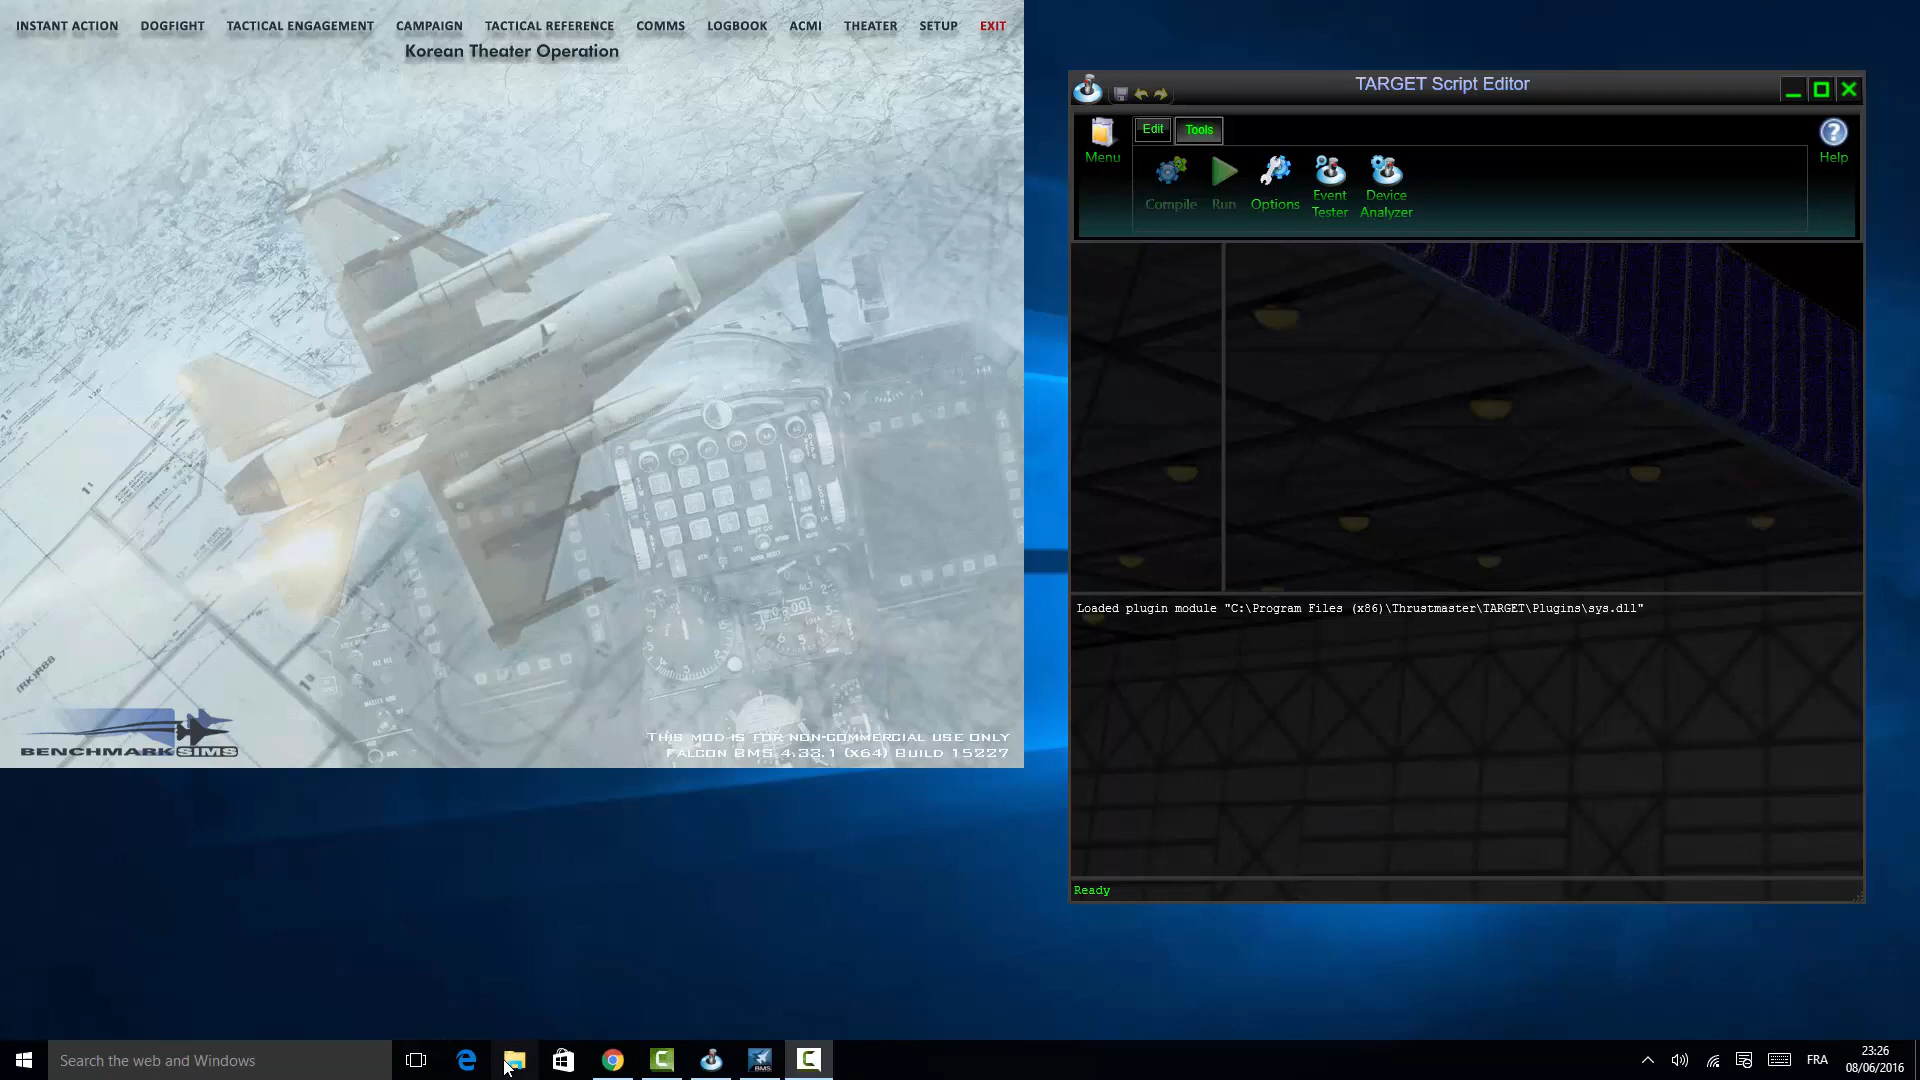 INSTANT ACTION DOGFIGHT TACTICAL ENGAGEMENT CAMPAIGN TACTICAL REFERENCE COMMS LOGBOOK ACMI THEATER SETUP EXIT
Korean Theater Operation
BENCHMARKSIMS
THIS MOD IS FOR NON-COMMERCIAL USE ONLY
FALCON BMS 4.33.1 (X64) BUILD 15227
TARGET Script Editor
Menu
Edit
Tools
Help
Compile
Run
Options
Event
Tester
Device
Analyzer
Loaded plugin module "C:\Program Files (x86)\Thrustmaster\TARGET\Plugins\sys.dll"
Ready
Search the web and Windows
BMS
FRA
23:26
08/06/2016